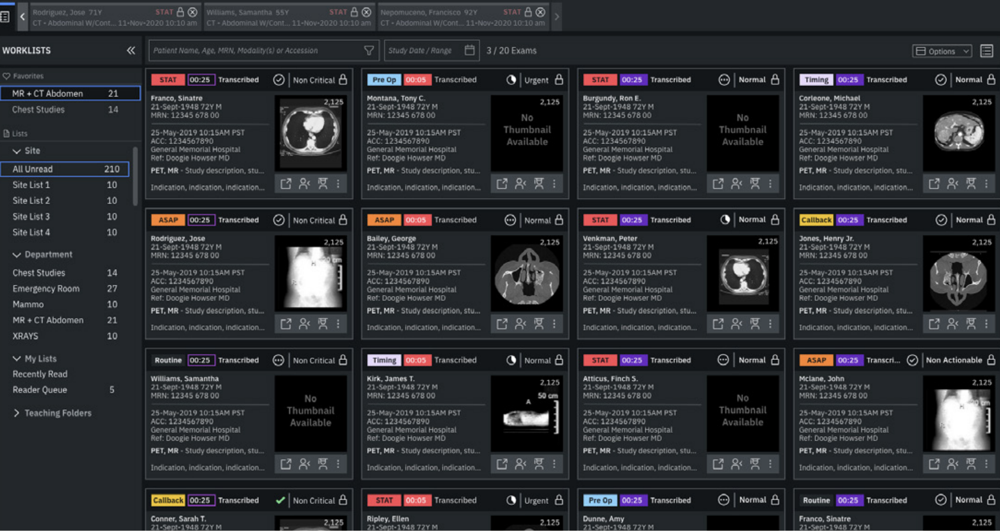 Rodriguez, Jose 71Y STAT
CT - Abdominal W/Cont... 11-Nov-2020 10:10 am
Williams, Samantha 55Y STAT
CT - Abdominal W/Cont... 11-Nov-2020 10:10 am
Nepomuceno, Francisco 92Y STAT
CT - Abdominal W/Cont... 11-Nov-2020 10:10 am
WORKLISTS
Patient Name, Age, MRN, Modality(s) or Accession
Study Date / Range
3 / 20 Exams
Options
Favorites
MR + CT Abdomen 21
Chest Studies 14
Lists
Site
All Unread 210
Site List 1 10
Site List 2 10
Site List 3 10
Site List 4 10
Department
Chest Studies 14
Emergency Room 27
Mammo 10
MR + CT Abdomen 21
XRAYS 10
My Lists
Recently Read
Reader Queue 5
Teaching Folders
STAT 00:25 Transcribed Non Critical
Franco, Sinatre
21-Sept-1948 72Y M
MRN: 12345 678 00
25-May-2019 10:15AM PST
ACC: 1234567890
General Memorial Hospital
Ref: Doogie Howser MD
PET, MR - Study description, stu...
Indication, indication, indication...
2,125
Pre Op 00:05 Transcribed Urgent
Montana, Tony C.
21-Sept-1948 72Y M
MRN: 12345 678 00
25-May-2019 10:15AM PST
ACC: 1234567890
General Memorial Hospital
Ref: Doogie Howser MD
PET, MR - Study description, stu...
Indication, indication, indication...
2,125
No
Thumbnail
Available
STAT 00:25 Transcribed Normal
Burgundy, Ron E.
21-Sept-1948 72Y M
MRN: 12345 678 00
25-May-2019 10:15AM PST
ACC: 1234567890
General Memorial Hospital
Ref: Doogie Howser MD
PET, MR - Study description, stu...
Indication, indication, indication...
No
Thumbnail
Available
Timing 00:25 Transcribed Normal
Corleone, Michael
21-Sept-1948 72Y M
MRN: 12345 678 00
25-May-2019 10:15AM PST
ACC: 1234567890
General Memorial Hospital
Ref: Doogie Howser MD
PET, MR - Study description, stu...
Indication, indication, indication...
2,125
ASAP 00:25 Transcribed Non Critical
Rodriguez, Jose
21-Sept-1948 72Y M
MRN: 12345 678 00
25-May-2019 10:15AM PST
ACC: 1234567890
General Memorial Hospital
Ref: Doogie Howser MD
PET, MR - Study description, stu...
Indication, indication, indication...
2,125
H
cm
ASAP 00:05 Transcribed Normal
Bailey, George
21-Sept-1948 72Y M
MRN: 12345 678 00
25-May-2019 10:15AM PST
ACC: 1234567890
General Memorial Hospital
Ref: Doogie Howser MD
PET, MR - Study description, stu...
Indication, indication, indication...
2,125
STAT 00:25 Transcribed Normal
Venkman, Peter
21-Sept-1948 72Y M
MRN: 12345 678 00
25-May-2019 10:15AM PST
ACC: 1234567890
General Memorial Hospital
Ref: Doogie Howser MD
PET, MR - Study description, stu...
Indication, indication, indication...
2,125
Callback 00:25 Transcribed Normal
Jones, Henry Jr.
21-Sept-1948 72Y M
MRN: 12345 678 00
25-May-2019 10:15AM PST
ACC: 1234567890
General Memorial Hospital
Ref: Doogie Howser MD
PET, MR - Study description, stu...
Indication, indication, indication...
2,125
Routine 00:25 Transcribed Non Critical
Williams, Samantha
21-Sept-1948 72Y M
MRN: 12345 678 00
25-May-2019 10:15AM PST
ACC: 1234567890
General Memorial Hospital
Ref: Doogie Howser MD
PET, MR - Study description, stu...
Indication, indication, indication...
No
Thumbnail
Available
Timing 00:05 Transcribed Normal
Kirk, James T.
21-Sept-1948 72Y M
MRN: 12345 678 00
25-May-2019 10:15AM PST
ACC: 1234567890
General Memorial Hospital
Ref: Doogie Howser MD
PET, MR - Study description, stu...
Indication, indication, indication...
2,125
50 cm
A
STAT 00:25 Transcribed Normal
Atticus, Finch S.
21-Sept-1948 72Y M
MRN: 12345 678 00
25-May-2019 10:15AM PST
ACC: 1234567890
General Memorial Hospital
Ref: Doogie Howser MD
PET, MR - Study description, stu...
Indication, indication, indication...
No
Thumbnail
Available
ASAP 00:25 Transcri... Non Actionable
Mclane, John
21-Sept-1948 72Y M
MRN: 12345 678 00
25-May-2019 10:15AM PST
ACC: 1234567890
General Memorial Hospital
Ref: Doogie Howser MD
PET, MR - Study description, stu...
Indication, indication, indication...
2,125
H
cm
Callback 00:25 Transcribed Non Critical
Conner, Sarah T.
21-Sept-1948 72Y M
2,125
STAT 00:05 Transcribed Urgent
Ripley, Ellen
21-Sept-1948 72Y M
2,125
Pre Op 00:25 Transcribed Normal
Dunne, Amy
21-Sept-1948 72Y M
Routine 00:25 Transcribed Normal
Franco, Sinatre
21-Sept-1948 72Y M
2,125